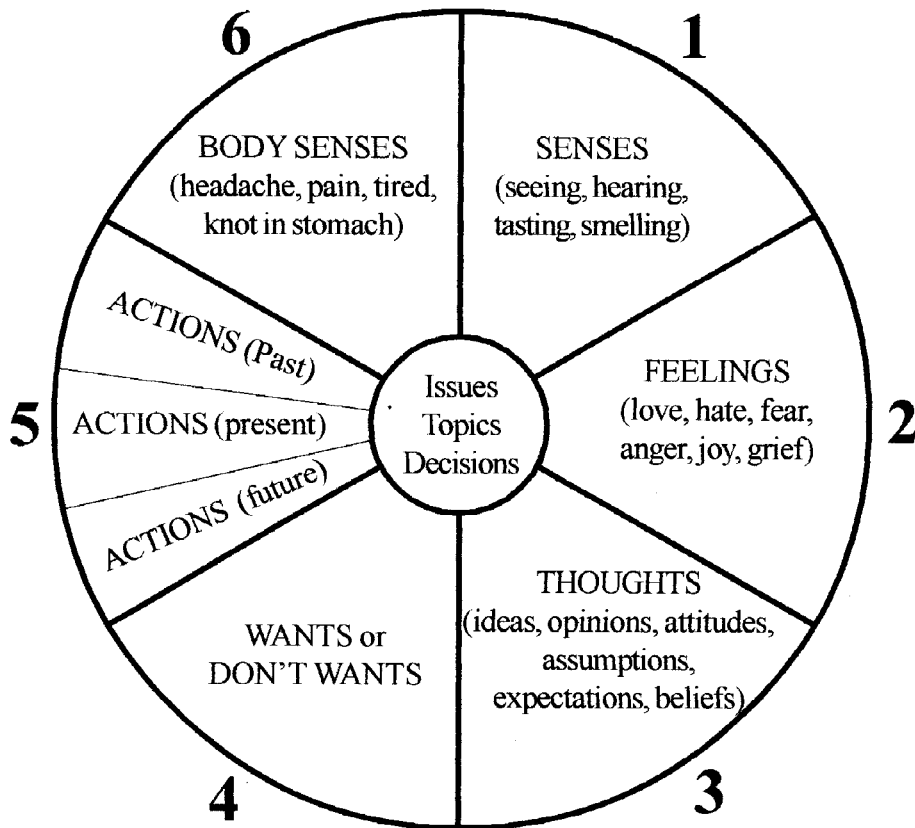 1
SENSES
(seeing, hearing,
tasting, smelling)
2
FEELINGS
(love, hate, fear,
anger, joy, grief)
3
THOUGHTS
(ideas, opinions, attitudes,
assumptions,
expectations, beliefs)
4
WANTS or
DON'T WANTS
5
ACTIONS (Past)
ACTIONS (present)
ACTIONS (future)
6
BODY SENSES
(headache, pain, tired,
knot in stomach)
Issues
Topics
Decisions